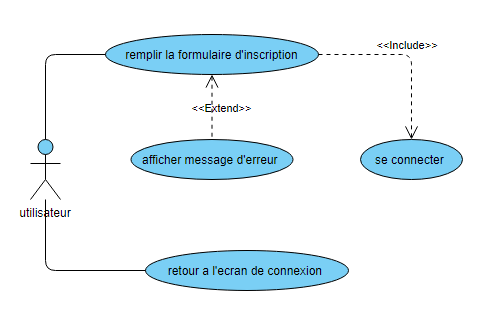 <<Include>>
remplir la formulaire d'inscription
<<Extend>>
afficher message d'erreur
se connecter
utilisateur
retour a l'ecran de connexion